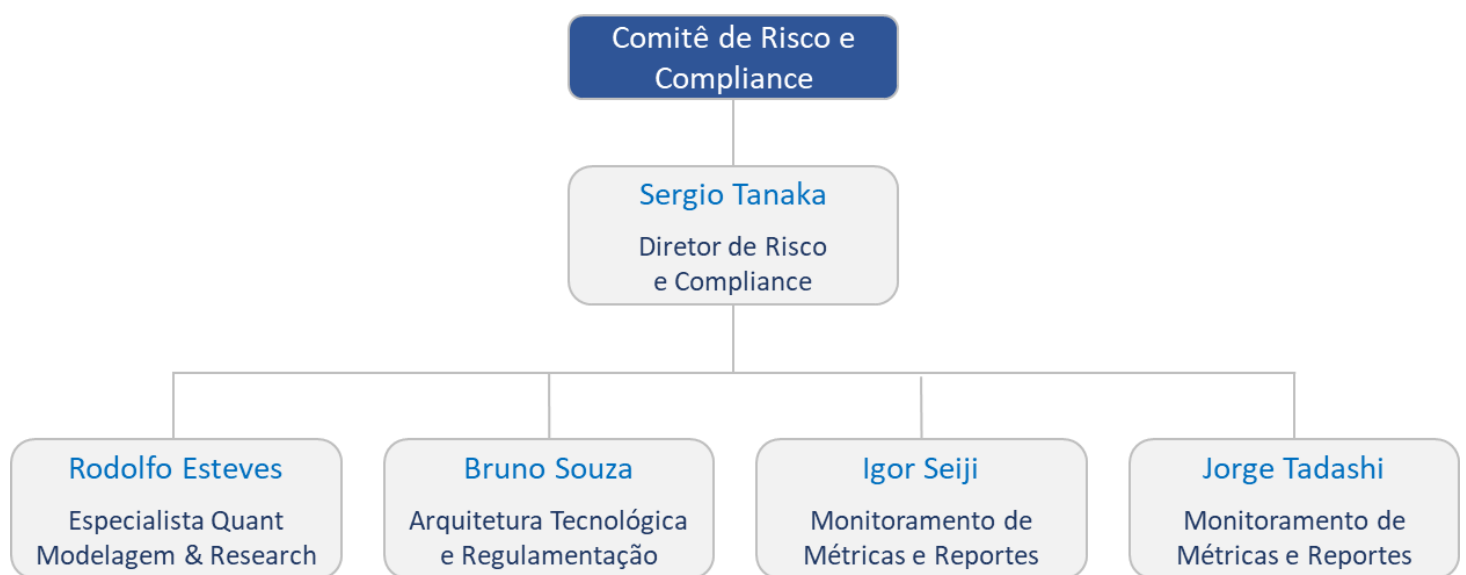 Comitê de Risco e
Compliance
Sergio Tanaka
Diretor de Risco
e Compliance
Rodolfo Esteves
Especialista Quant
Modelagem & Research
Bruno Souza
Arquitetura Tecnológica
e Regulamentação
Igor Seiji
Monitoramento de
Métricas e Reportes
Jorge Tadashi
Monitoramento de
Métricas e Reportes